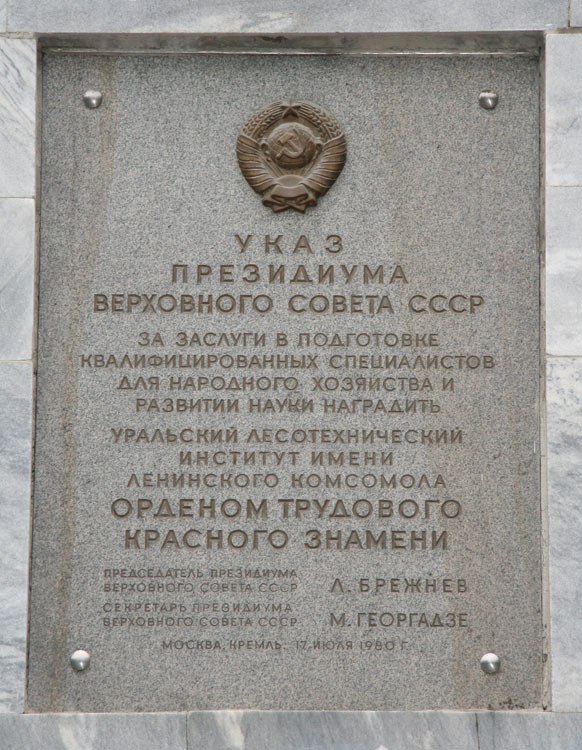 УКАЗ
ПРЕЗИДИУМА
ВЕРХОВНОГО СОВЕТА СССР
ЗА ЗАСЛУГИ В ПОДГОТОВКЕ
КВАЛИФИЦИРОВАННЫХ СПЕЦИАЛИСТОВ
ДЛЯ НАРОДНОГО ХОЗЯЙСТВА И
РАЗВИТИИ НАУКИ НАГРАДИТЬ
УРАЛЬСКИЙ ЛЕСОТЕХНИЧЕСКИЙ
ИНСТИТУТ ИМЕНИ
ЛЕНИНСКОГО КОМСОМОЛА
ОРДЕНОМ ТРУДОВОГО
КРАСНОГО ЗНАМЕНИ
ПРЕДСЕДАТЕЛЬ ПРЕЗИДИУМА
ВЕРХОВНОГО СОВЕТА СССР Л. БРЕЖНЕВ
СЕКРЕТАРЬ ПРЕЗИДИУМА
ВЕРХОВНОГО СОВЕТА СССР М. ГЕОРГАДЗЕ
МОСКВА, КРЕМЛЬ. 17 ИЮЛЯ 1980 Г.